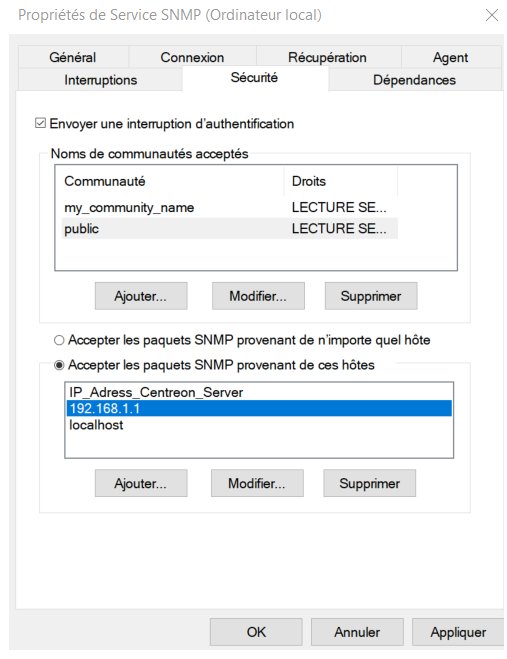 Propriétés de Service SNMP (Ordinateur local)
Général Connexion Récupération Agent
Interruptions Sécurité Dépendances
Envoyer une interruption d'authentification
Noms de communautés acceptés
Communauté Droits
my_community_name LECTURE SE...
public LECTURE SE...
Ajouter... Modifier... Supprimer
Accepter les paquets SNMP provenant de n'importe quel hôte
Accepter les paquets SNMP provenant de ces hôtes
IP_Adress_Centreon_Server
192.168.1.1
localhost
Ajouter... Modifier... Supprimer
OK Annuler Appliquer